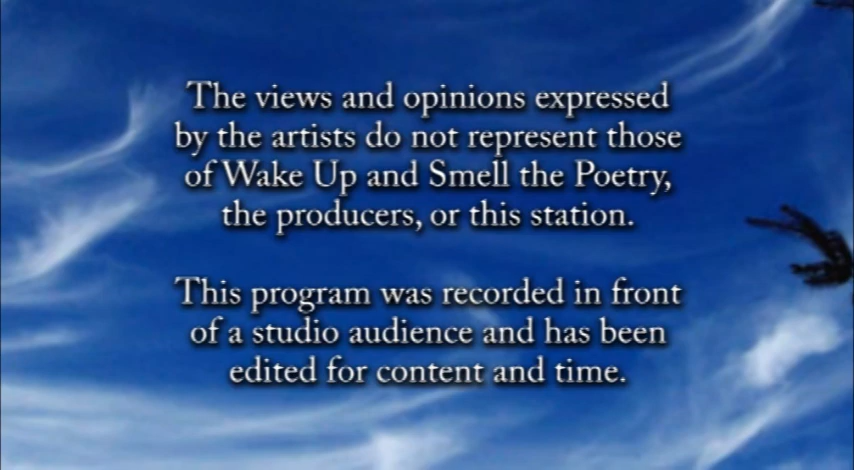 The views and opinions expressed
by the artists do not represent those
of Wake Up and Smell the Poetry,
the producers, or this station.
This program was recorded in front
of a studio audience and has been
edited for content and time.